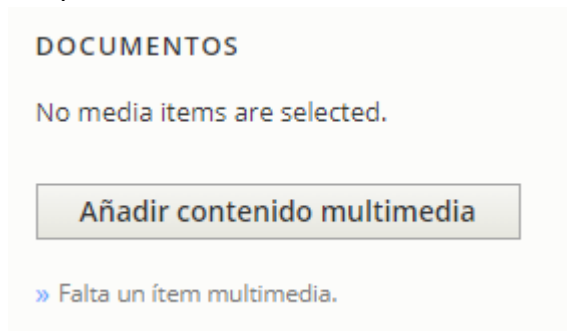 DOCUMENTOS
No media items are selected.
Añadir contenido multimedia
» Falta un ítem multimedia.